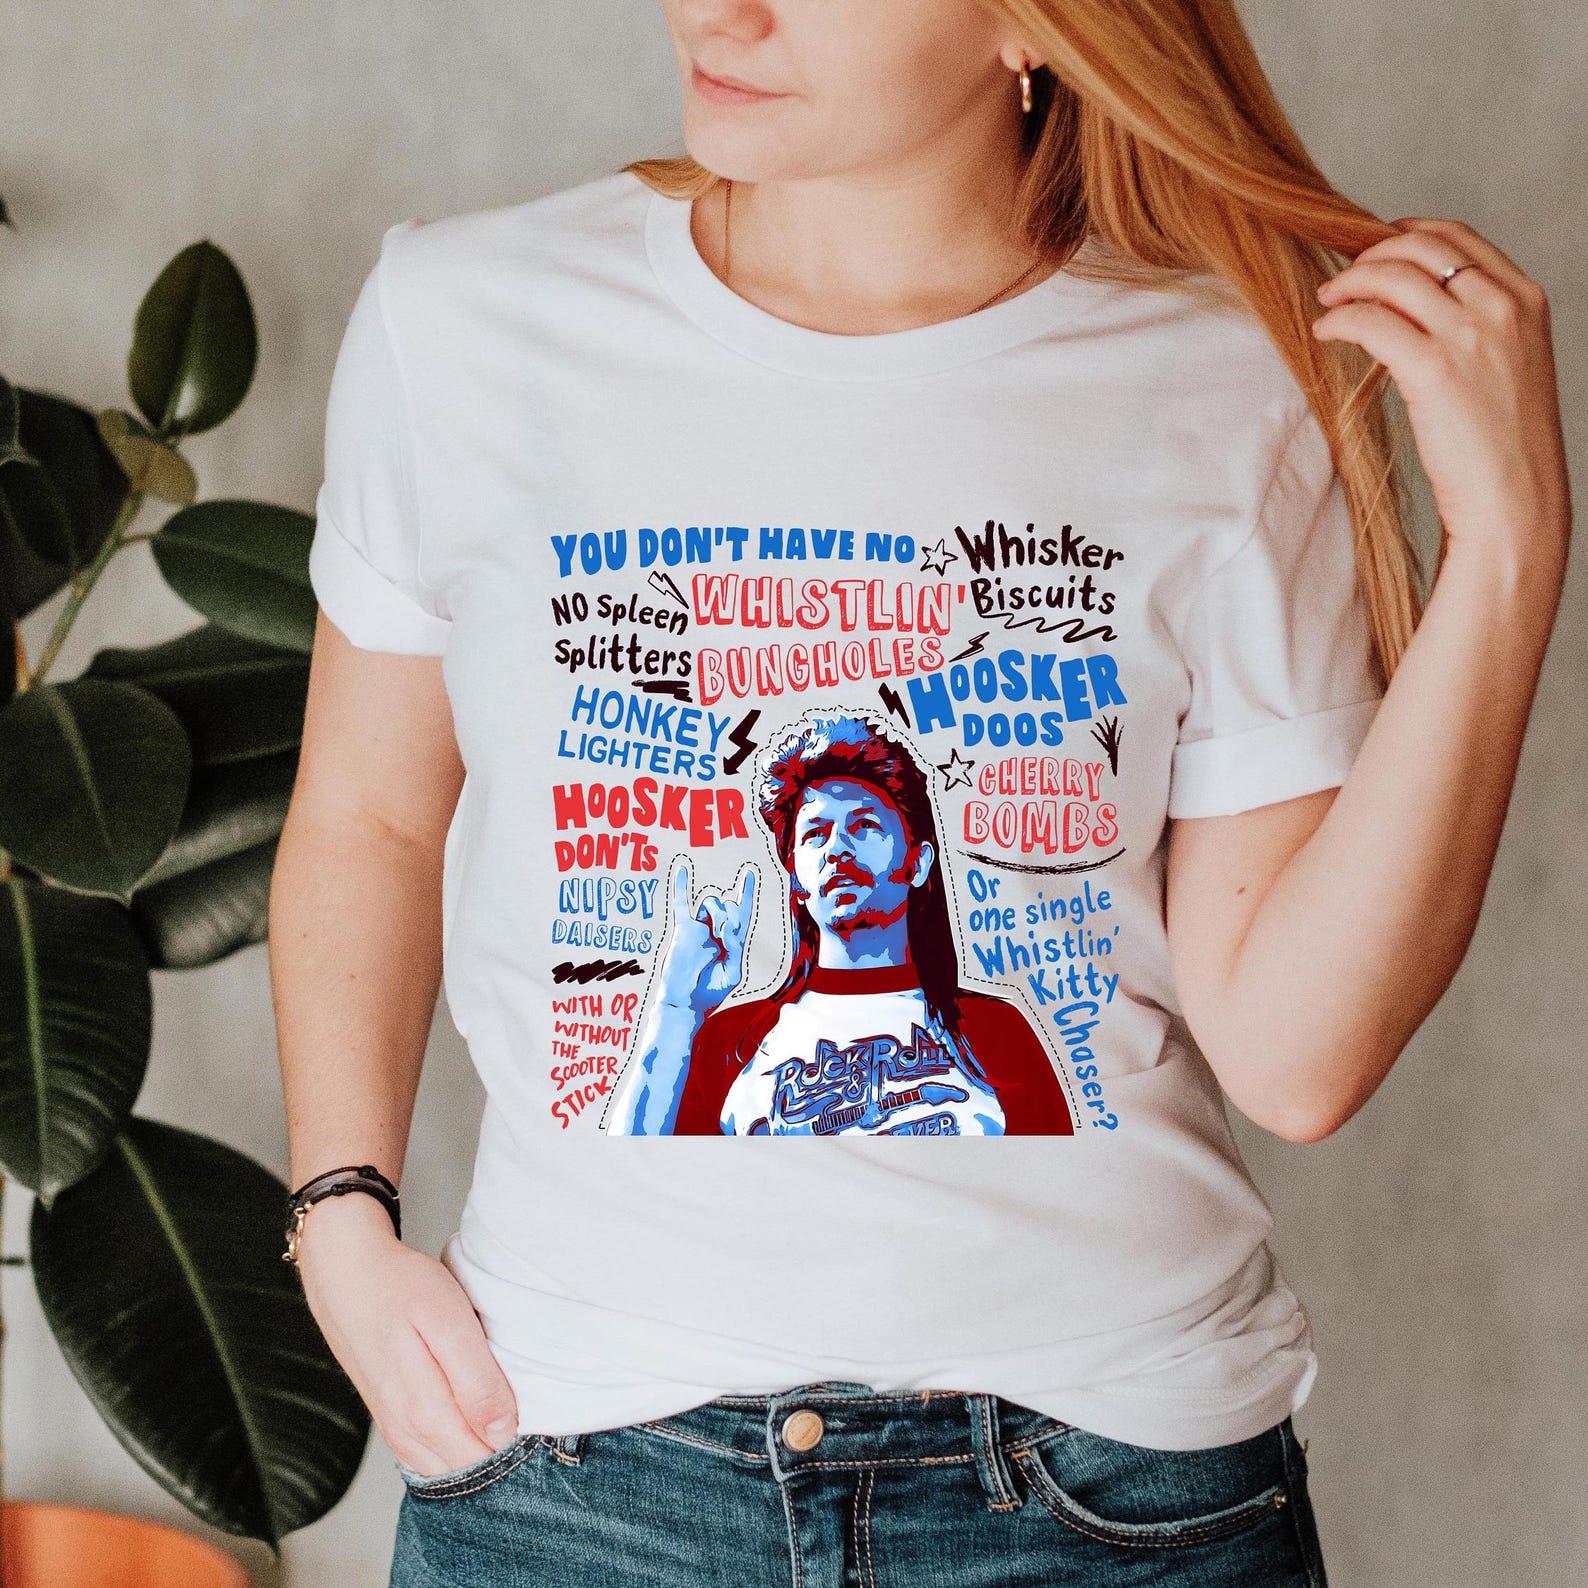 YOU DON'T HAVE NO
Whisker
Biscuits
NO Spleen
Splitters
WHISTLIN'
BUNGHOLES
HOOSKER
DOOS
HONKEY
LIGHTERS
CHERRY
BOMBS
HOOSKER
DON'Ts
NIPSY
DAISERS
Or
one single
Whistlin'
Kitty
Chaser?
WITH OR
WITHOUT
THE
SCOOTER
STICK
ROCK & ROLL